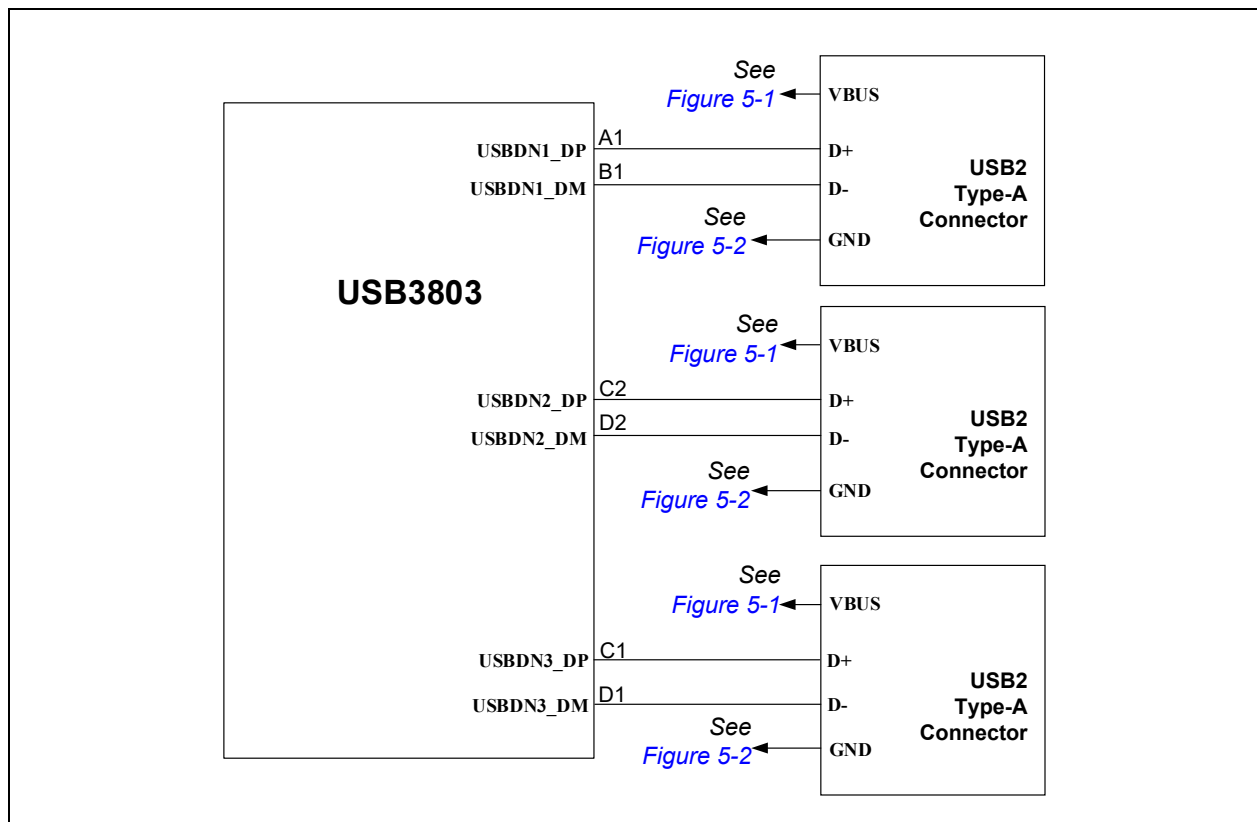 See
Figure 5-1
VBUS
USBDN1_DP
A1
D+
USBDN1_DM
B1
D-
USB2
Type-A
Connector
See
Figure 5-2
GND
USB3803
See
Figure 5-1
VBUS
USBDN2_DP
C2
D+
USBDN2_DM
D2
D-
USB2
Type-A
Connector
See
Figure 5-2
GND
See
Figure 5-1
VBUS
USBDN3_DP
C1
D+
USBDN3_DM
D1
D-
USB2
Type-A
Connector
See
Figure 5-2
GND